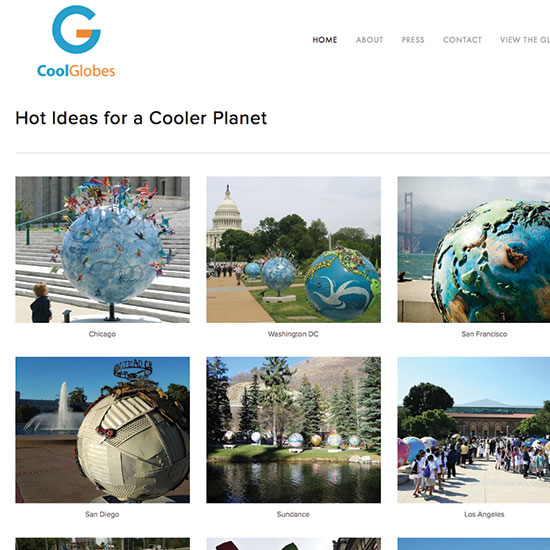 CoolGlobes
HOME ABOUT PRESS CONTACT VIEW THE GL
Hot Ideas for a Cooler Planet
Chicago
Washington DC
San Francisco
San Diego
Sundance
Los Angeles